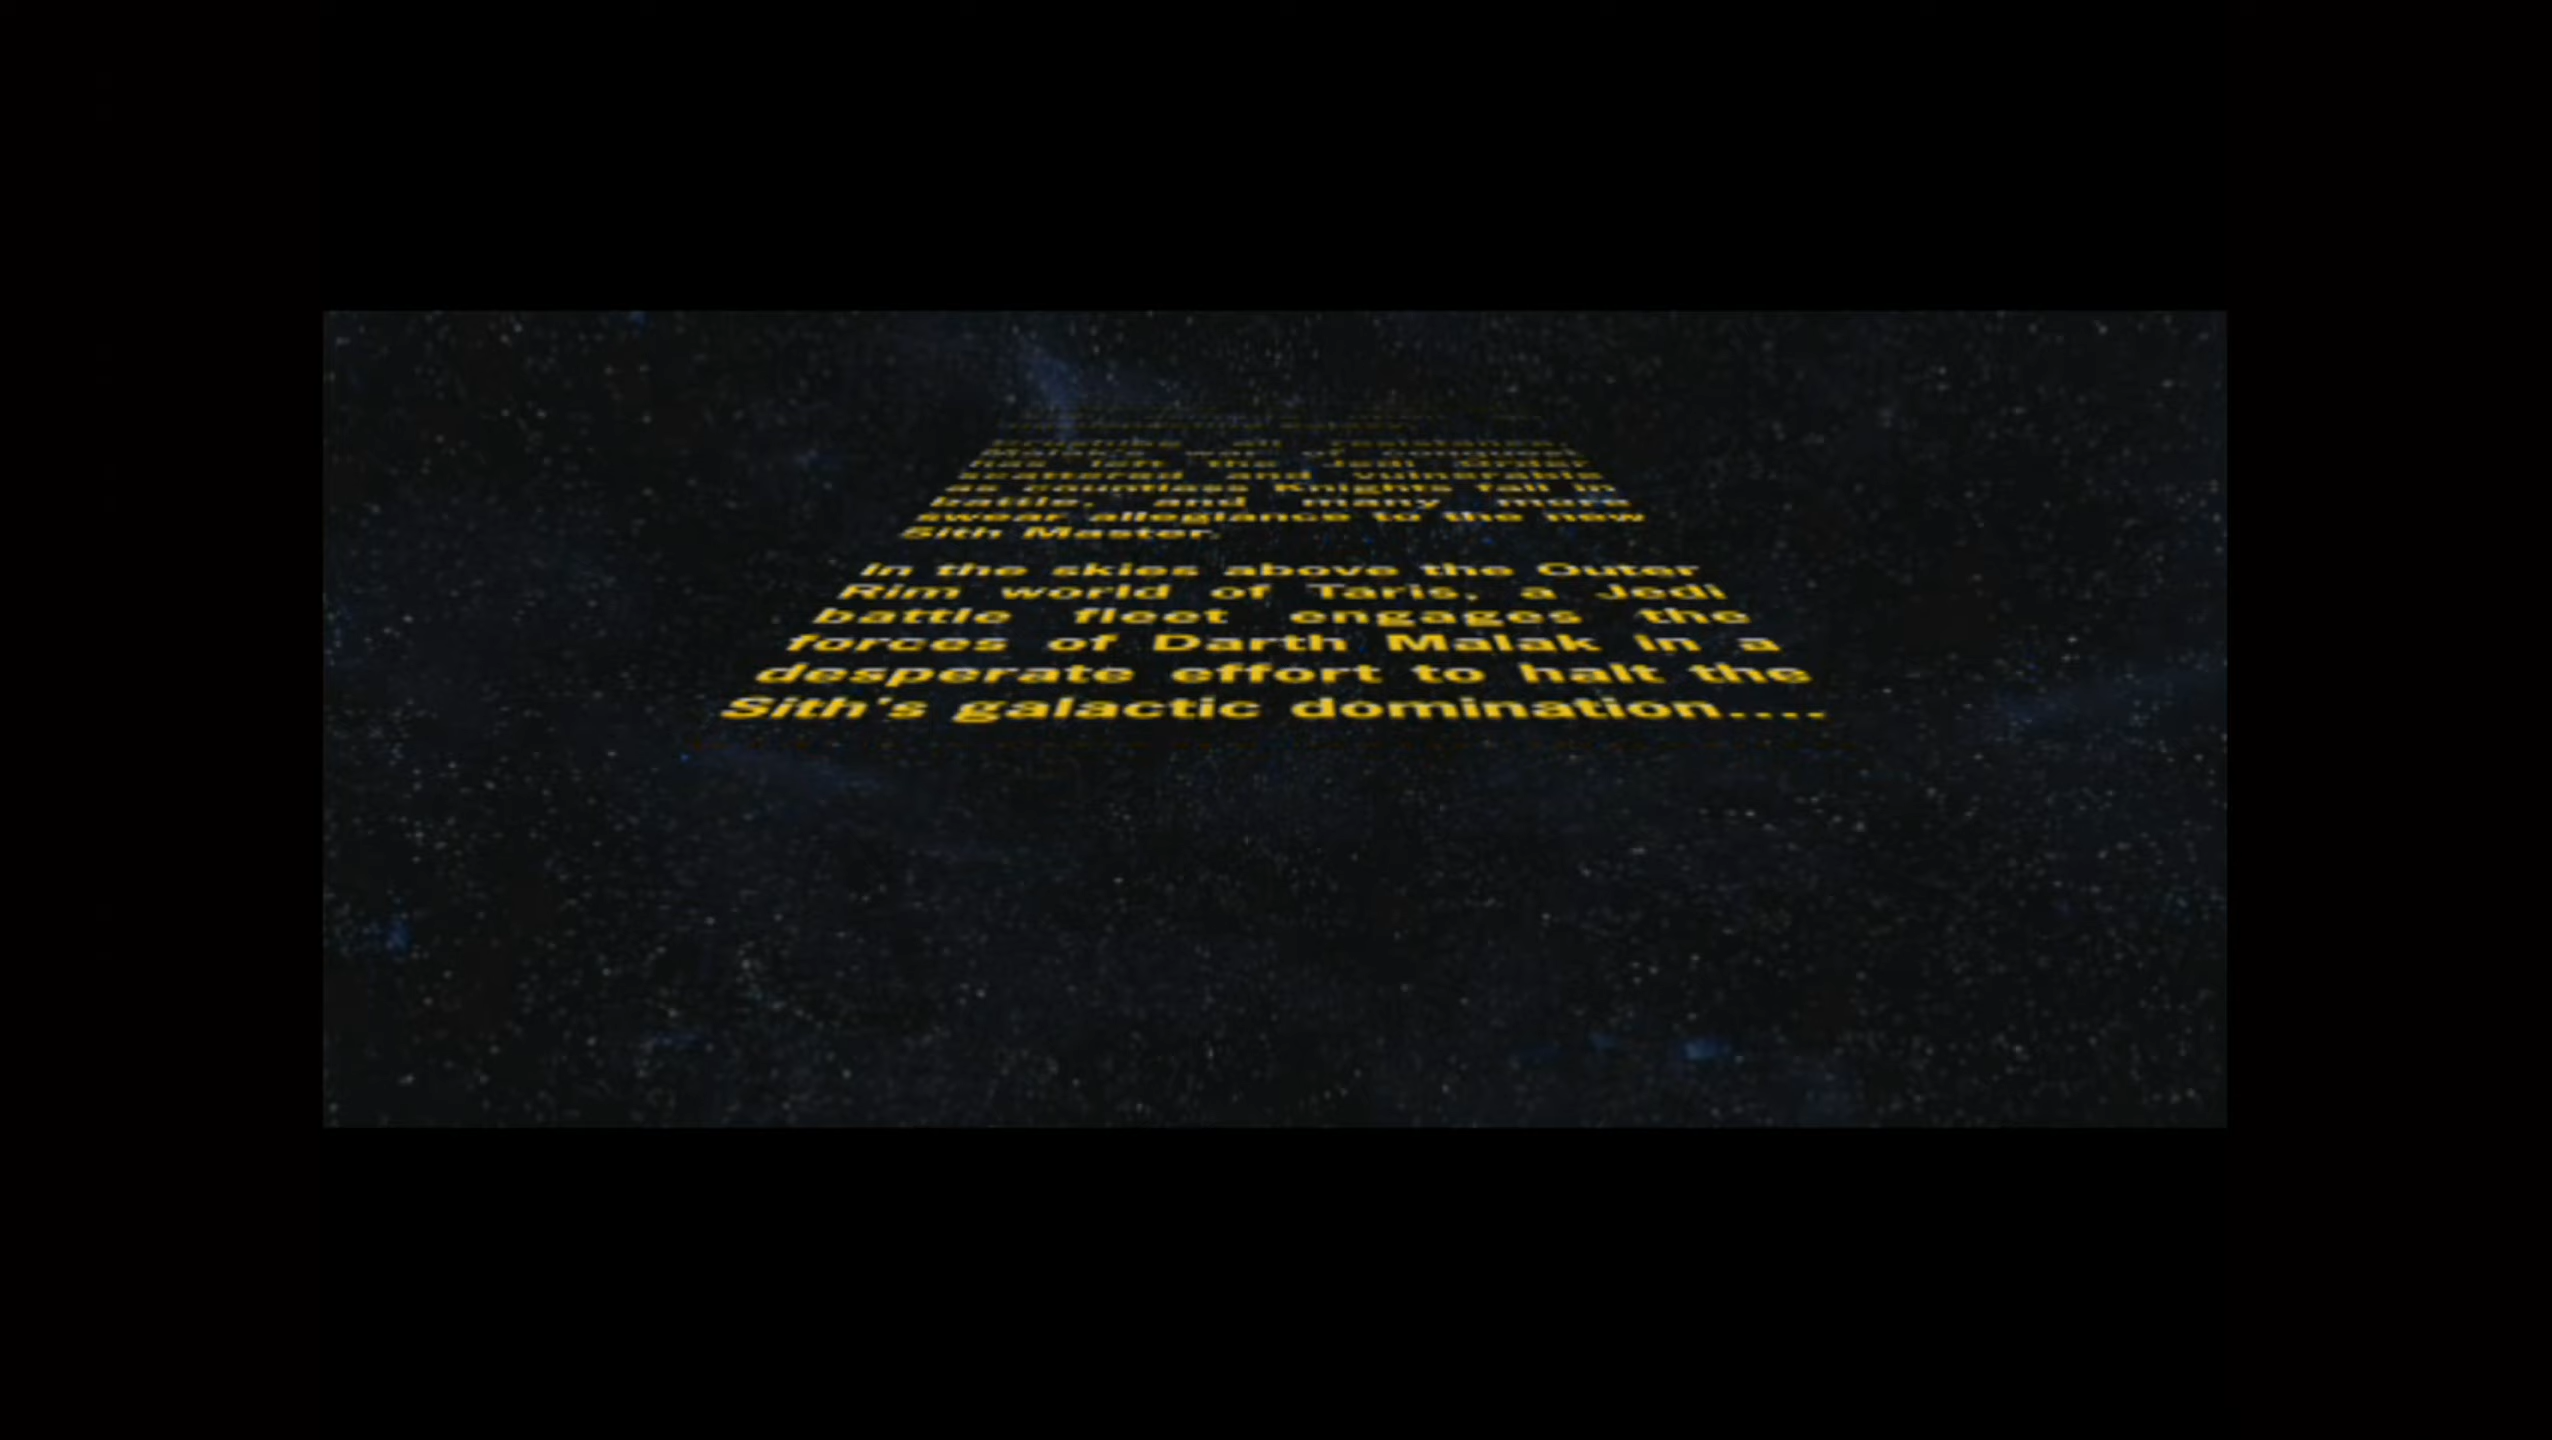 crushing all resistance.
Malak's war of conquest
has left the Jedi Order
scattered and vulnerable
as countless Knights fall in
battle, and many more
swear allegiance to the new
Sith Master.
In the skies above the Outer
Rim world of Taris, a Jedi
battle fleet engages the
forces of Darth Malak in a
desperate effort to halt the
Sith's galactic domination....